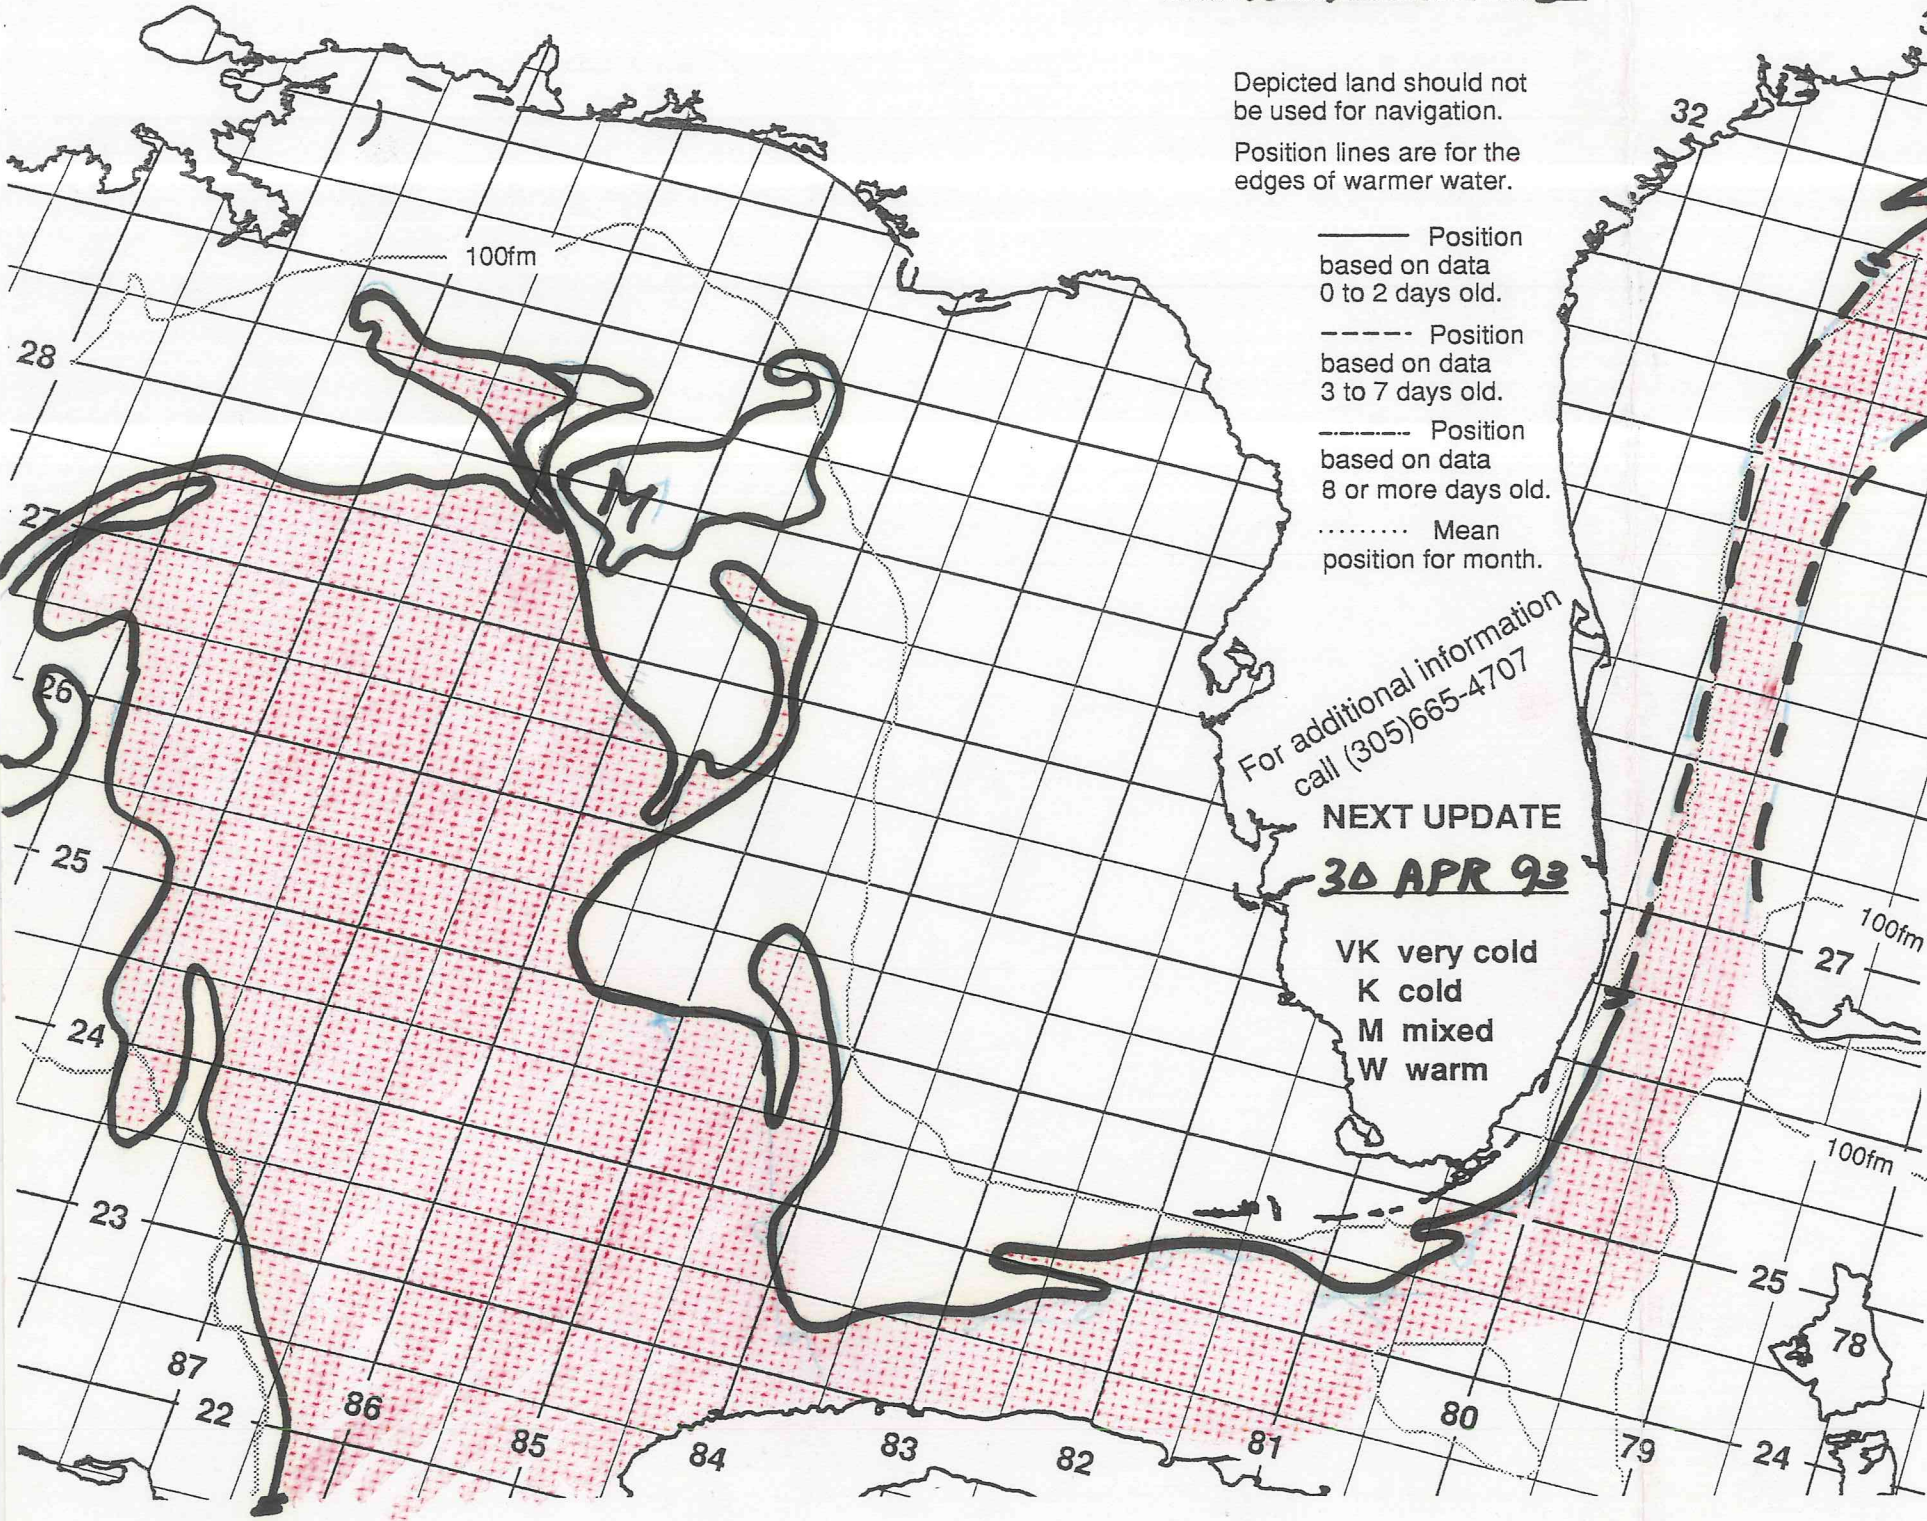 Depicted land should not
be used for navigation.
Position lines are for the
edges of warmer water.
Position
based on data
0 to 2 days old.
Position
based on data
3 to 7 days old.
Position
based on data
8 or more days old.
Mean
position for month.
For additional information
call (305)665-4707
NEXT UPDATE
30 APR 93
VK very cold
K cold
M mixed
W warm
32
100fm
28
M
27
26
25
24
23
22
87
86
85
84
83
82
81
80
79
78
100fm
27
100fm
25
24